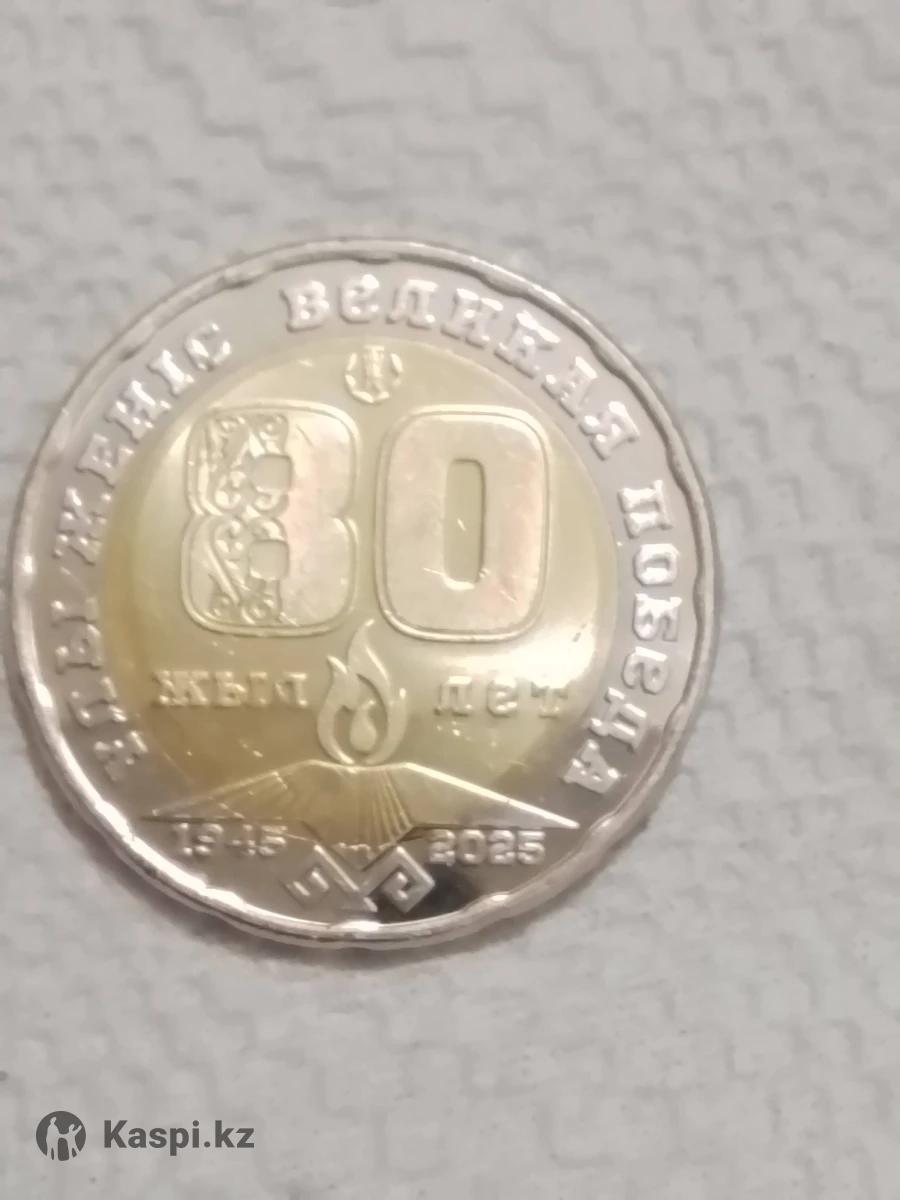 ҰЛЫ ЖЕҢІС ВЕЛИКАЯ ПОБЕДА
80
ЖЫЛ ЛЕТ
1945 2025
Kaspi.kz